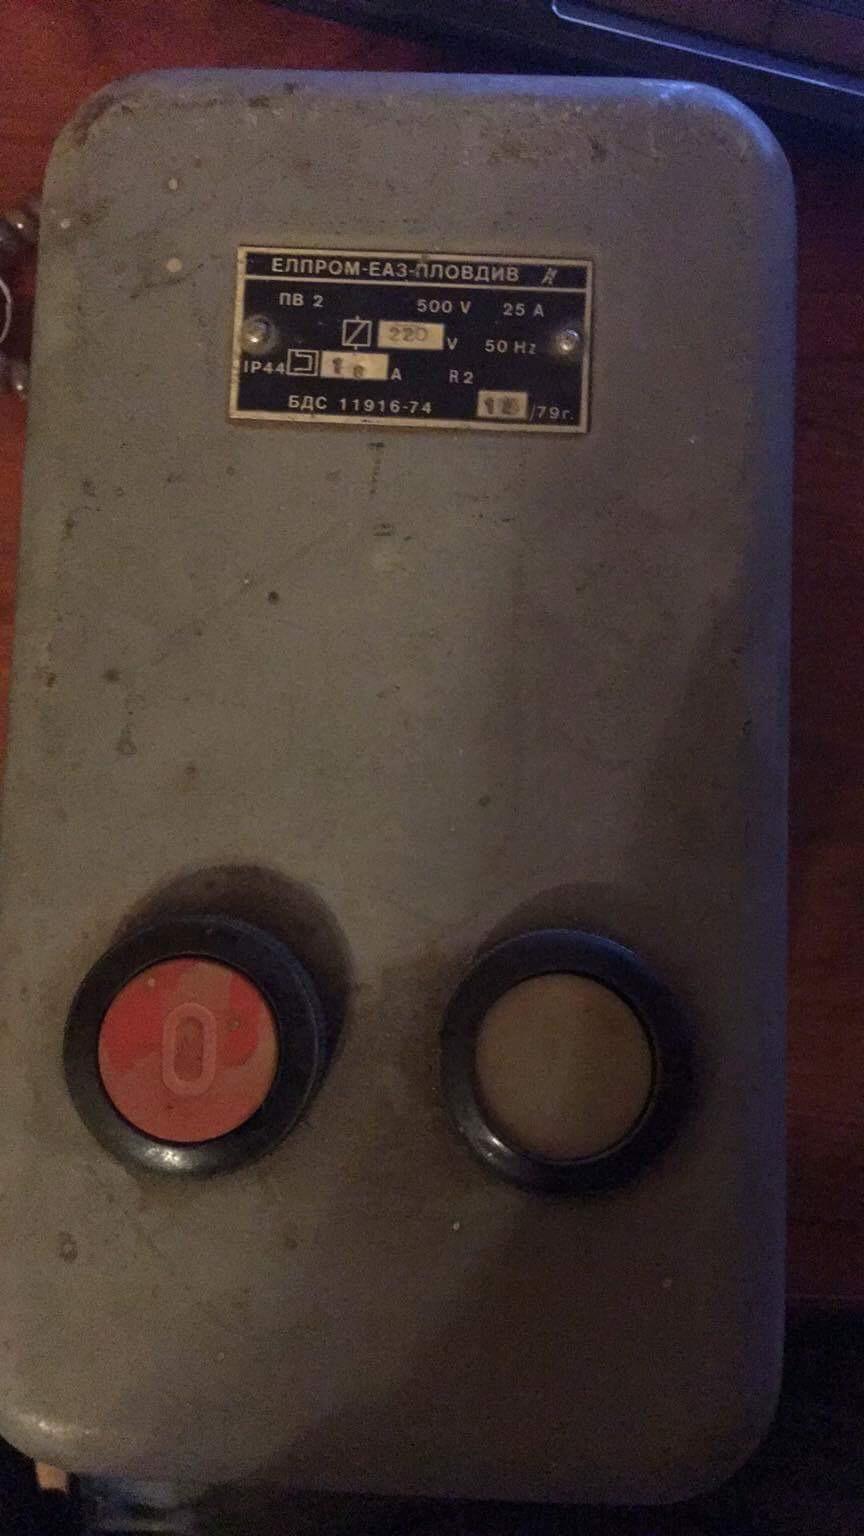 ЕЛПРОМ-ЕАЗ-ПЛОВДИВ
ПВ 2 500 V 25 A
220 V 50 Hz
IP44 A R2
БДС 11916-74 /79г.
0